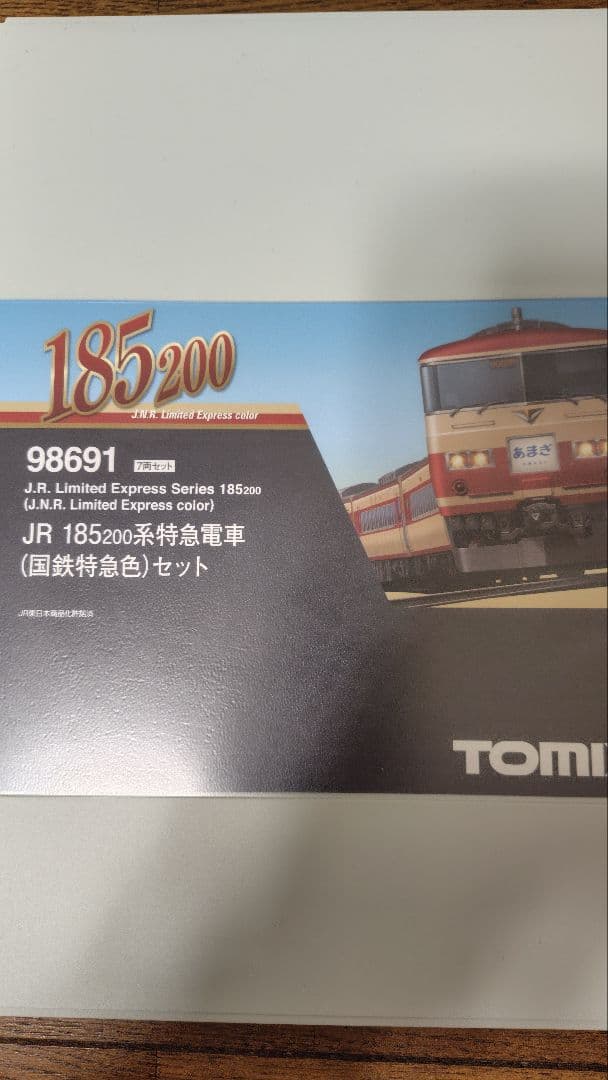 185200
J.N.R. Limited Express color
98691 7両セット
J.R. Limited Express Series 185200
(J.N.R. Limited Express color)
JR 185200系特急電車
(国鉄特急色)セット
JR東日本商品化許諾済
あまぎ
TOMI